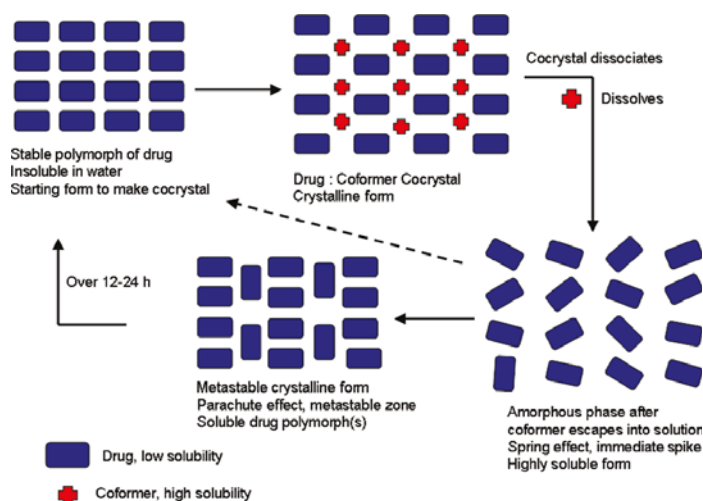 Stable polymorph of drug
Insoluble in water
Starting form to make cocrystal
Drug : Coformer Cocrystal
Crystalline form
Cocrystal dissociates
Dissolves
Over 12-24 h
Metastable crystalline form
Parachute effect, metastable zone
Soluble drug polymorph(s)
Amorphous phase after
coformer escapes into solution
Spring effect, immediate spike
Highly soluble form
Drug, low solubility
Coformer, high solubility